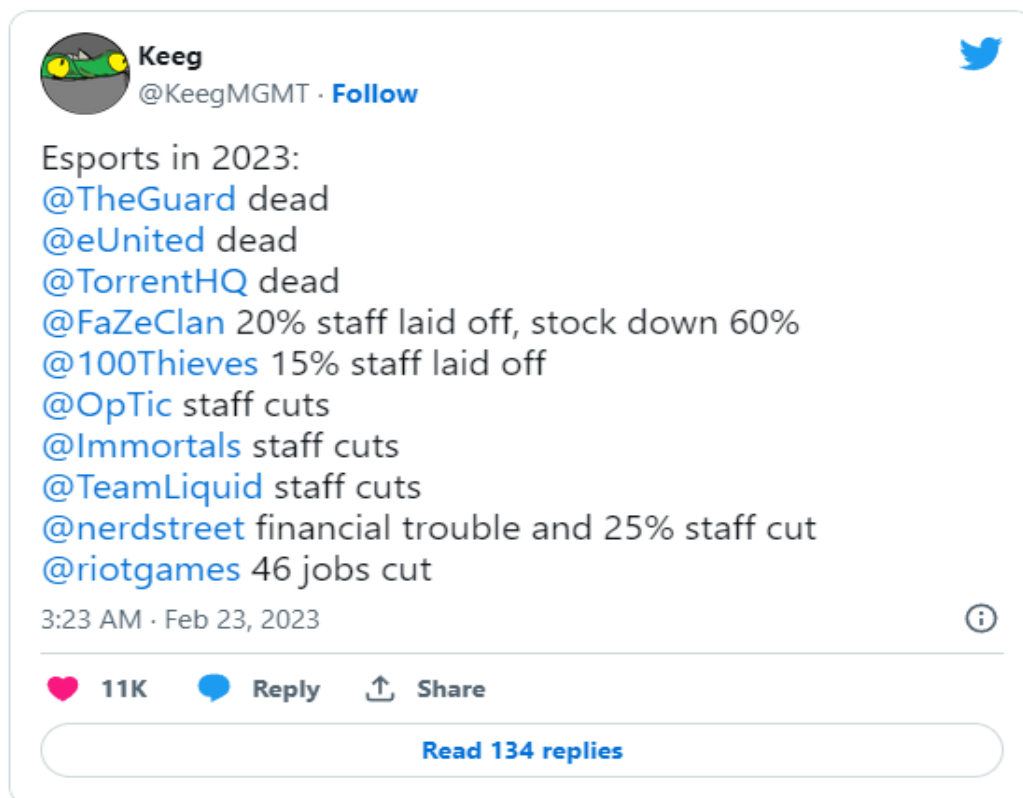 Keeg
@KeegMGMT · Follow
Esports in 2023:
@TheGuard dead
@eUnited dead
@TorrentHQ dead
@FaZeClan 20% staff laid off, stock down 60%
@100Thieves 15% staff laid off
@OpTic staff cuts
@Immortals staff cuts
@TeamLiquid staff cuts
@nerdstreet financial trouble and 25% staff cut
@riotgames 46 jobs cut
3:23 AM · Feb 23, 2023
11K Reply Share
Read 134 replies